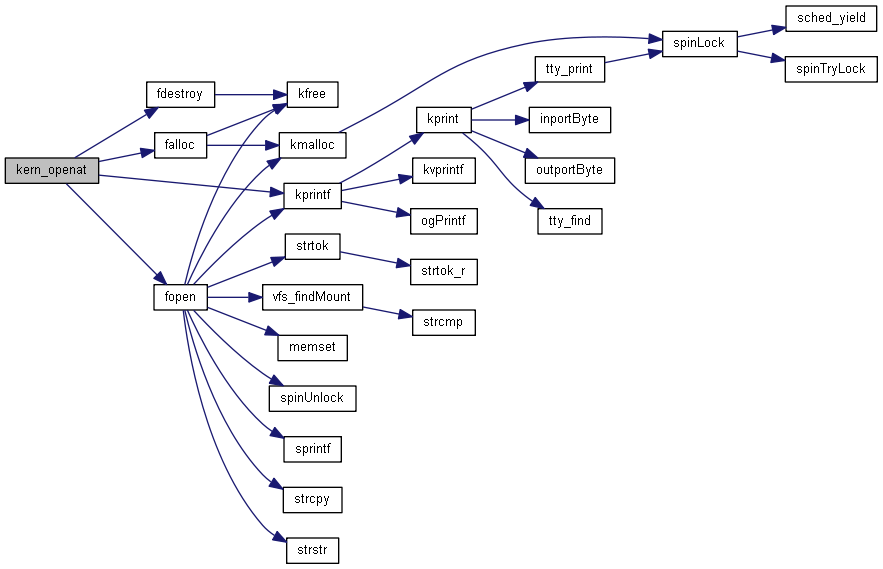 kern_openat
fdestroy
falloc
fopen
kfree
kmalloc
kprintf
strtok
vfs_findMount
memset
spinUnlock
sprintf
strcpy
strstr
kprint
kvprintf
ogPrintf
strtok_r
strcmp
tty_print
inportByte
outportByte
tty_find
spinLock
sched_yield
spinTryLock